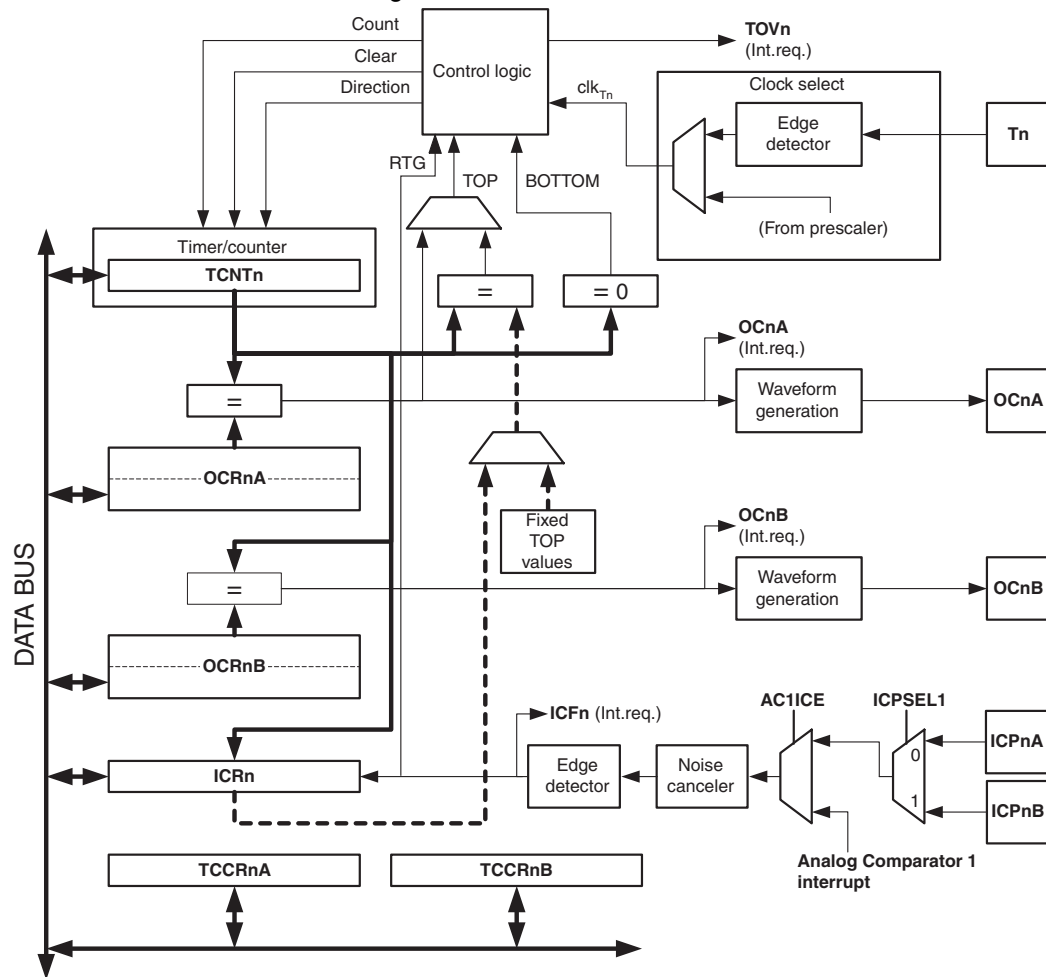 Count
Clear
Direction
Control logic
TOVn
(Int.req.)
clkTn
Clock select
Edge
detector
Tn
(From prescaler)
RTG
TOP
BOTTOM
Timer/counter
TCNTn
=
= 0
=
OCnA
(Int.req.)
Waveform
generation
OCnA
OCRnA
Fixed
TOP
values
OCnB
(Int.req.)
=
Waveform
generation
OCnB
OCRnB
DATA BUS
ICFn (Int.req.)
AC1ICE
ICPSEL1
ICRn
Edge
detector
Noise
canceler
0
1
ICPnA
ICPnB
Analog Comparator 1
interrupt
TCCRnA
TCCRnB